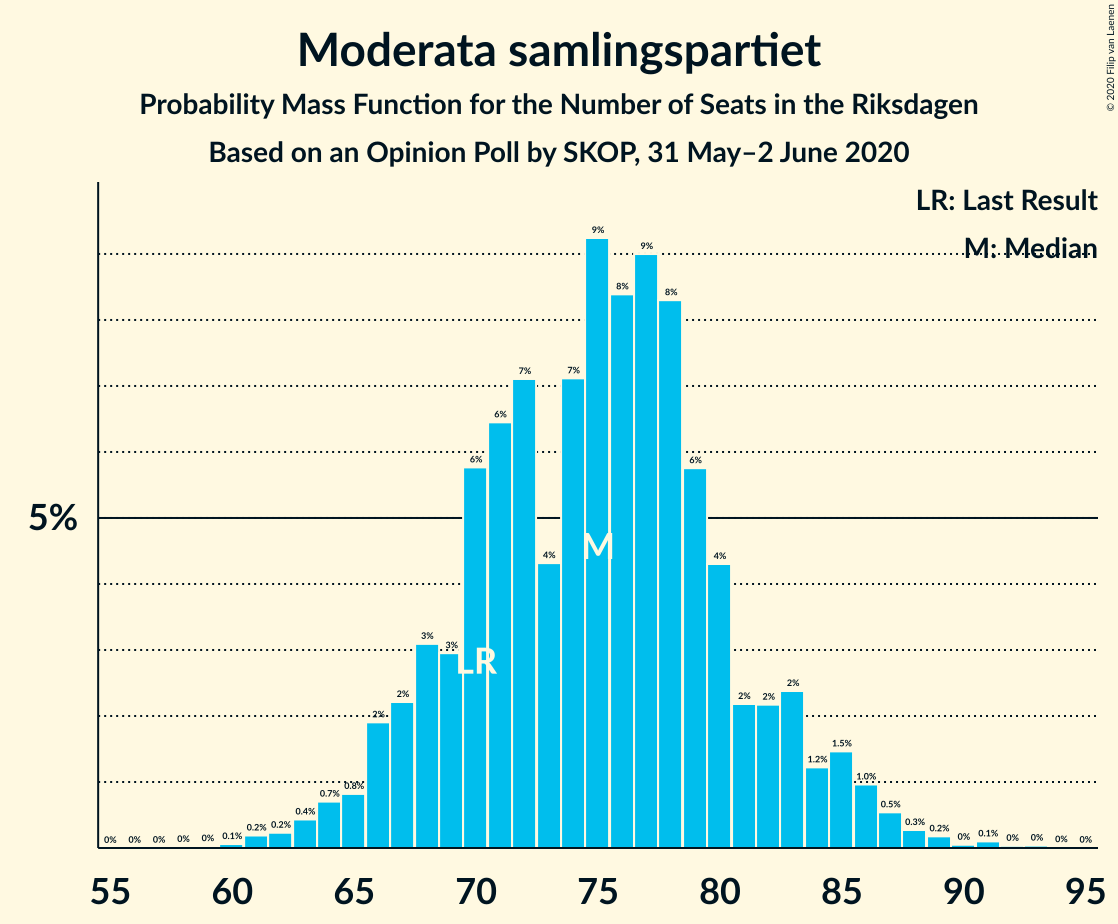 Moderata samlingspartiet
Probability Mass Function for the Number of Seats in the Riksdagen
Based on an Opinion Poll by SKOP, 31 May–2 June 2020
© 2020 Filip van Laenen
LR: Last Result
M: Median
5%
0% 0% 0% 0% 0% 0.1% 0.2% 0.2% 0.4% 0.7% 0.8% 2% 2% 3% 3% 6% 6% 7% 4% 7% 9% 8% 9% 8% 6% 4% 2% 2% 2% 1.2% 1.5% 1.0% 0.5% 0.3% 0.2% 0% 0.1% 0% 0% 0% 0%
M
LR
55 60 65 70 75 80 85 90 95